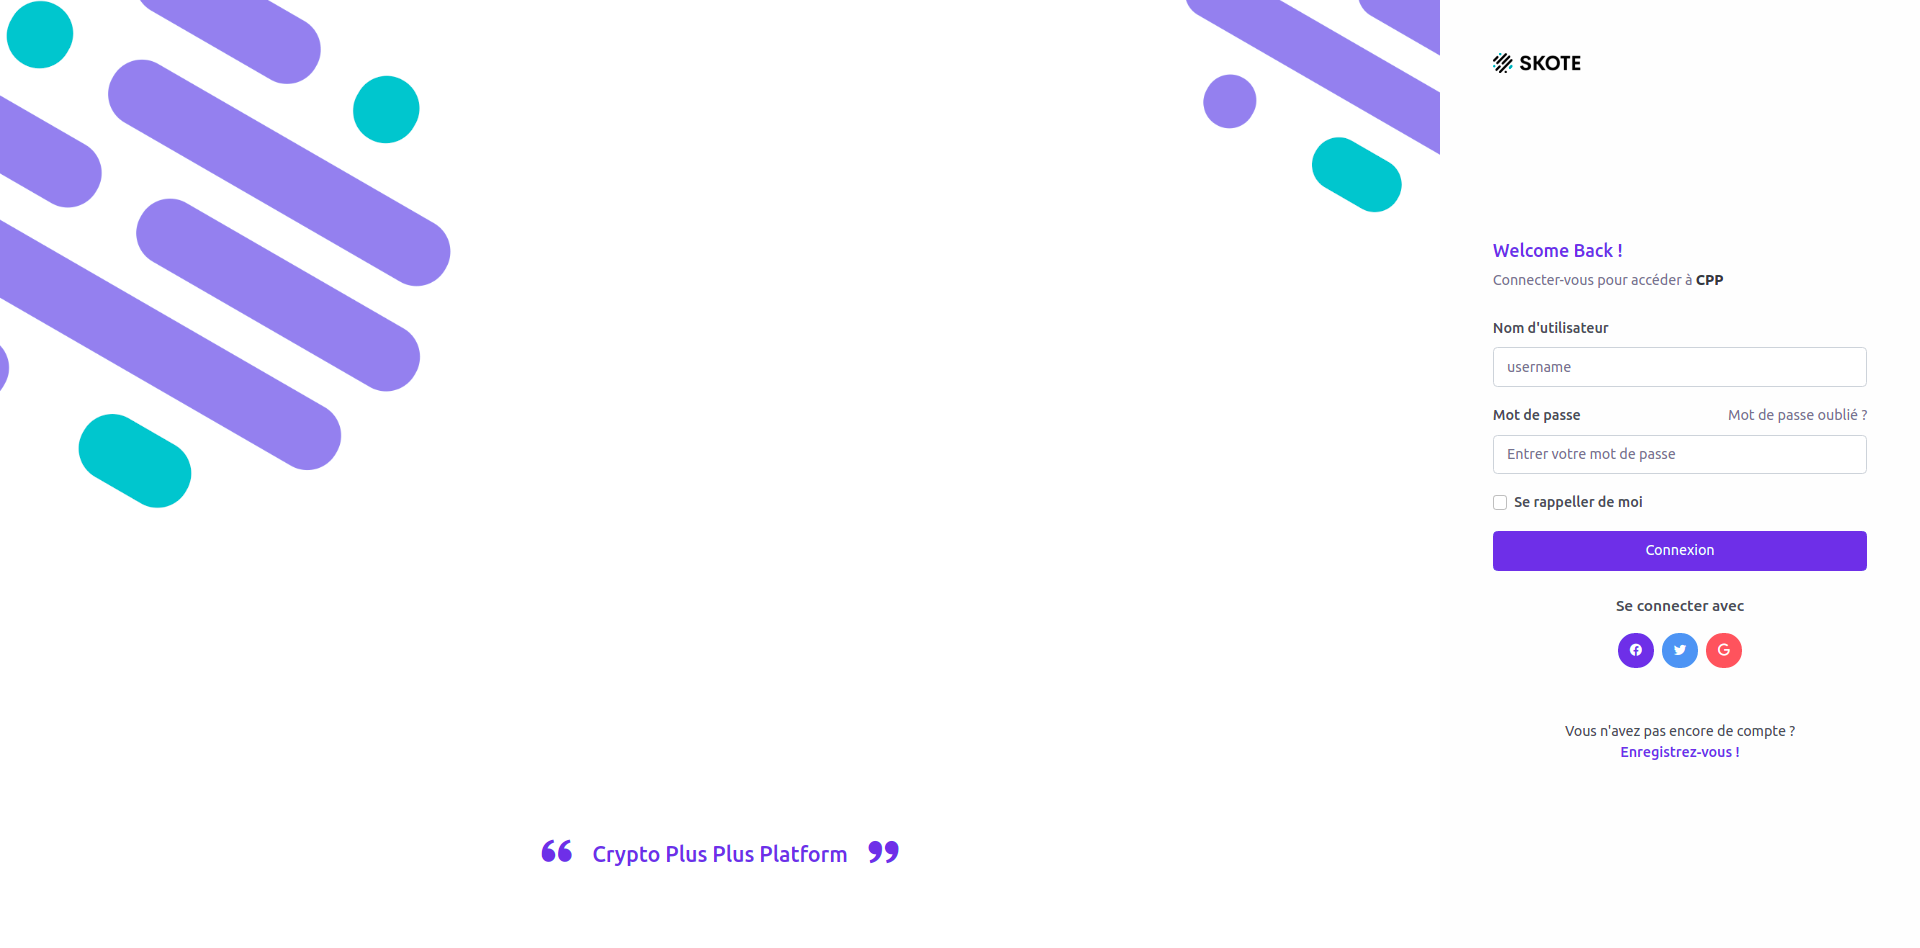 SKOTE
Welcome Back !
Connecter-vous pour accéder à CPP
Nom d'utilisateur
username
Mot de passe
Mot de passe oublié ?
Entrer votre mot de passe
Se rappeller de moi
Connexion
Se connecter avec
Vous n'avez pas encore de compte ?
Enregistrez-vous !
“ Crypto Plus Plus Platform ”